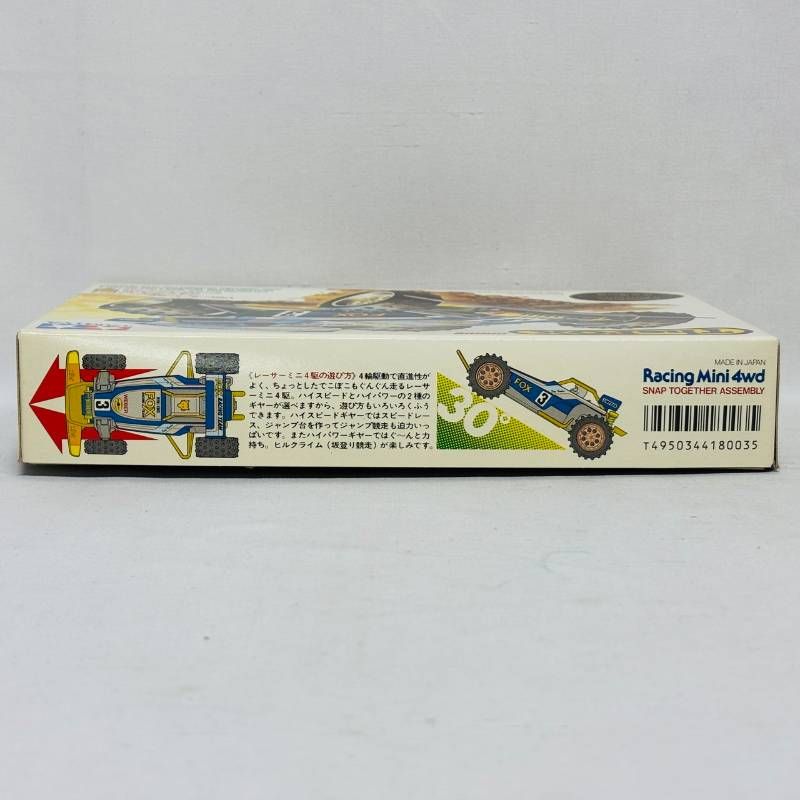 《レーサーミニ4駆の遊び方》4輪駆動で直進性が
よく、ちょっとしたでこぼこもぐんぐん走るレーサ
ーミニ4駆。ハイスピードとハイパワーの2種の
ギヤーが選べますから、遊び方もいろいろくふう
できます。ハイスピードギヤーではスピードレー
ス、ジャンプ台を作ってジャンプ競走も迫力いっ
ぱいです。またハイパワーギヤーではぐ〜んと力
持ち。ヒルクライム(坂登り競走)が楽しみです。
FOX
3
30°
FOX
3
MADE IN JAPAN
Racing Mini 4wd
SNAP TOGETHER ASSEMBLY
T4950344180035